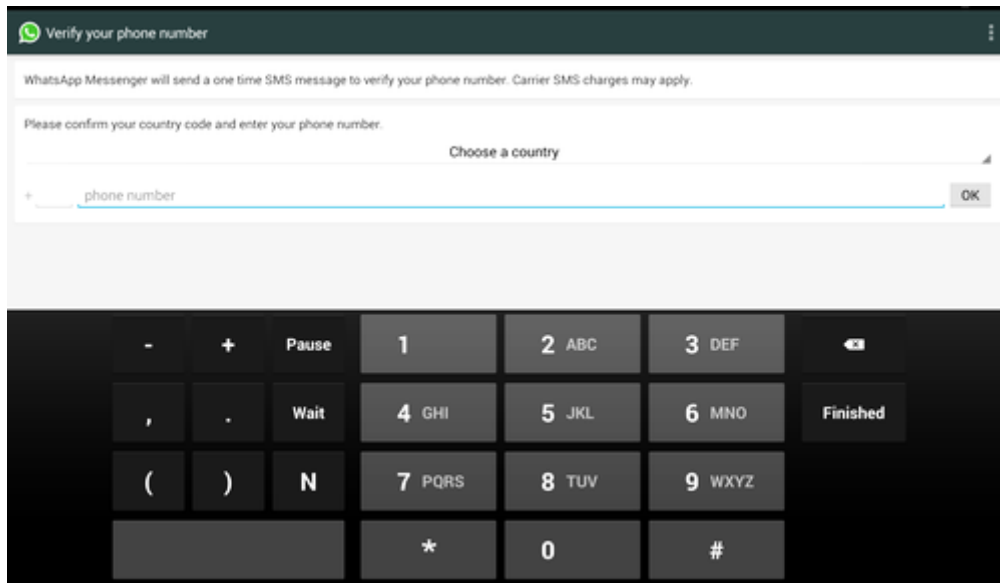 Verify your phone number
WhatsApp Messenger will send a one time SMS message to verify your phone number. Carrier SMS charges may apply.
Please confirm your country code and enter your phone number.
Choose a country
+ phone number OK
- + Pause 1 2 ABC 3 DEF
, . Wait 4 GHI 5 JKL 6 MNO Finished
( ) N 7 PQRS 8 TUV 9 WXYZ
* 0 #